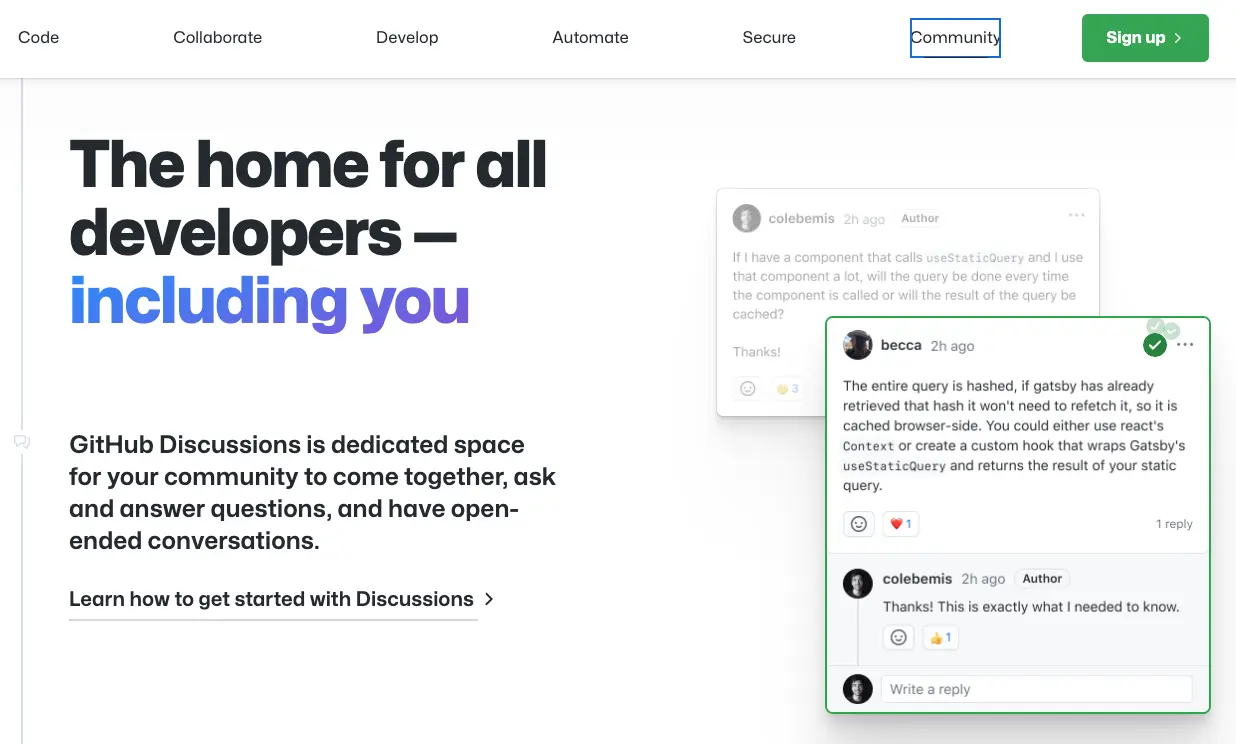 Code Collaborate Develop Automate Secure Community Sign up
The home for all
developers —
including you
GitHub Discussions is dedicated space
for your community to come together, ask
and answer questions, and have open-
ended conversations.
Learn how to get started with Discussions
colebemis 2h ago Author
If I have a component that calls useStaticQuery and I use
that component a lot, will the query be done every time
the component is called or will the result of the query be
cached?
Thanks!
3
becca 2h ago
The entire query is hashed, if gatsby has already
retrieved that hash it won't need to refetch it, so it is
cached browser-side. You could either use react's
Context or create a custom hook that wraps Gatsby's
useStaticQuery and returns the result of your static
query.
1 1 reply
colebemis 2h ago Author
Thanks! This is exactly what I needed to know.
1
Write a reply